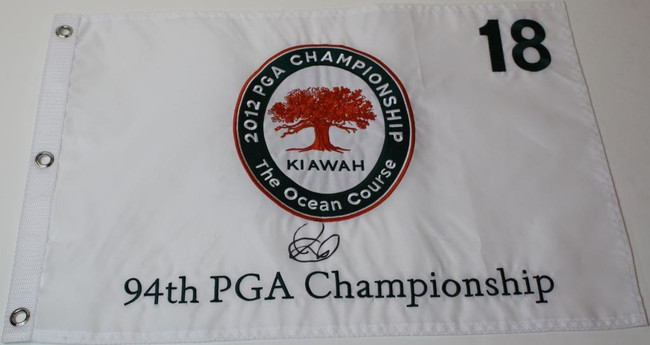 18
2012 PGA CHAMPIONSHIP
KIAWAH
The Ocean Course
94th PGA Championship